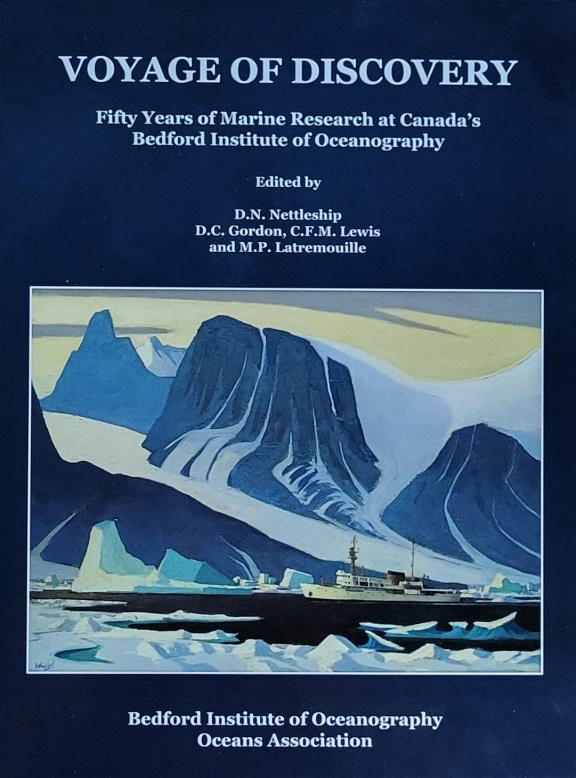 VOYAGE OF DISCOVERY
Fifty Years of Marine Research at Canada's
Bedford Institute of Oceanography
Edited by
D.N. Nettleship
D.C. Gordon, C.F.M. Lewis
and M.P. Latremouille
Bedford Institute of Oceanography
Oceans Association